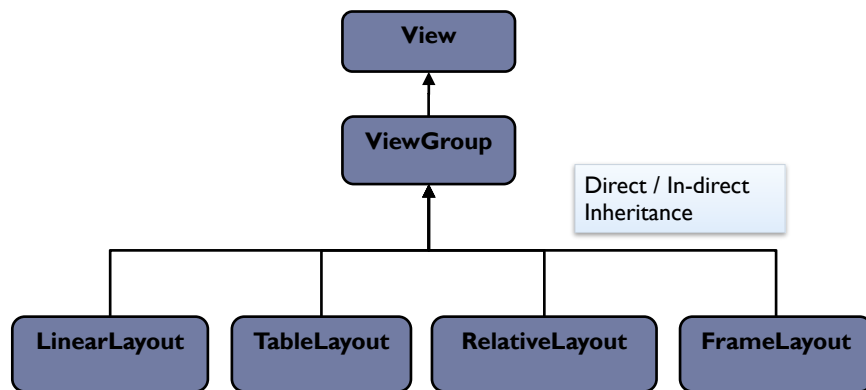 View
ViewGroup
Direct / In-direct
Inheritance
LinearLayout
TableLayout
RelativeLayout
FrameLayout